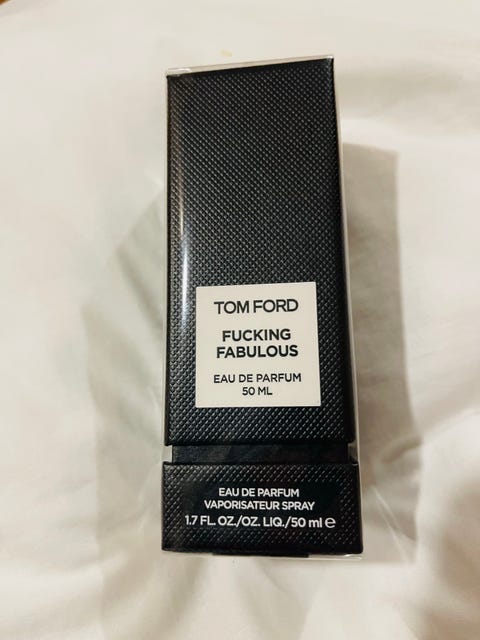 TOM FORD
FUCKING
FABULOUS
EAU DE PARFUM
50 ML
EAU DE PARFUM
VAPORISATEUR SPRAY
1.7 FL. OZ./OZ. LIQ./50 ml ℮